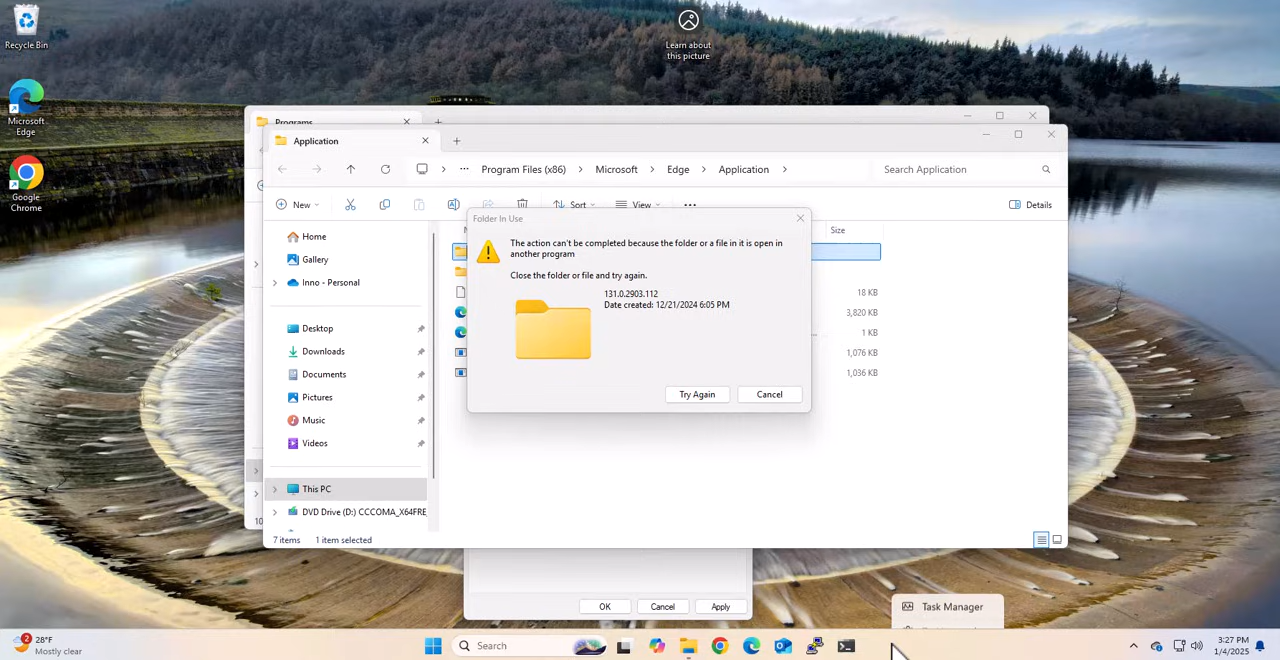 Recycle Bin
Learn about
this picture
Microsoft
Edge
Google
Chrome
Programs
Application
Program Files (x86)
Microsoft
Edge
Application
Search Application
New
Sort
View
Details
Home
Gallery
Inno - Personal
Desktop
Downloads
Documents
Pictures
Music
Videos
This PC
DVD Drive (D:) CCCOMA_X64FRE_
7 items
1 item selected
Size
18 KB
3,820 KB
1 KB
1,076 KB
1,036 KB
Folder In Use
The action can't be completed because the folder or a file in it is open in
another program
Close the folder or file and try again.
131.0.2903.112
Date created: 12/21/2024 6:05 PM
Try Again
Cancel
OK
Cancel
Apply
Task Manager
2
28°F
Mostly clear
Search
3:27 PM
1/4/2025